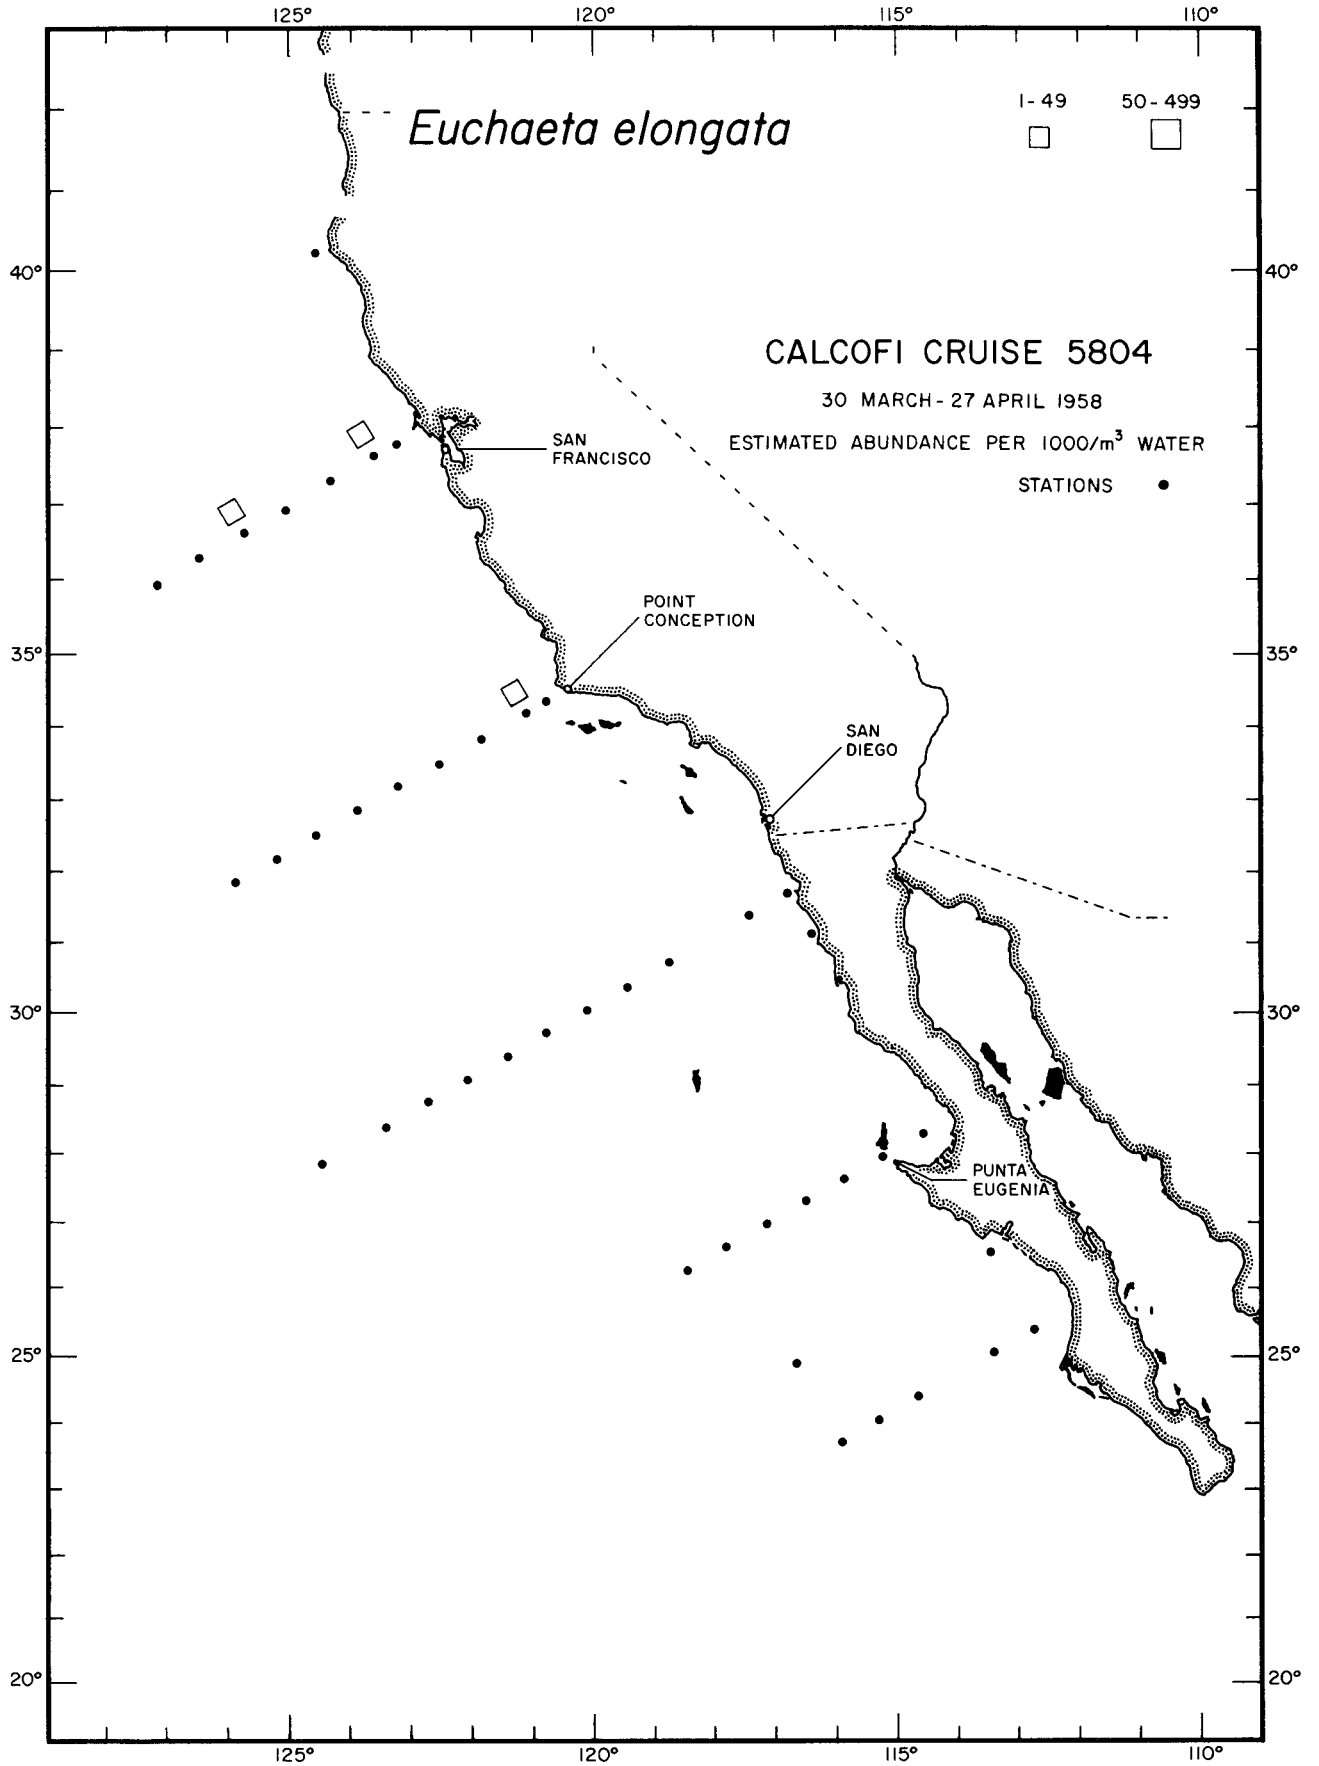 125° 120° 115° 110°
Euchaeta elongata
1-49 50-499
40° 40°
CALCOFI CRUISE 5804
30 MARCH-27 APRIL 1958
ESTIMATED ABUNDANCE PER 1000/m³ WATER
STATIONS
SAN
FRANCISCO
POINT
CONCEPTION
35° 35°
SAN
DIEGO
30° 30°
PUNTA
EUGENIA
25° 25°
20° 20°
125° 120° 115° 110°